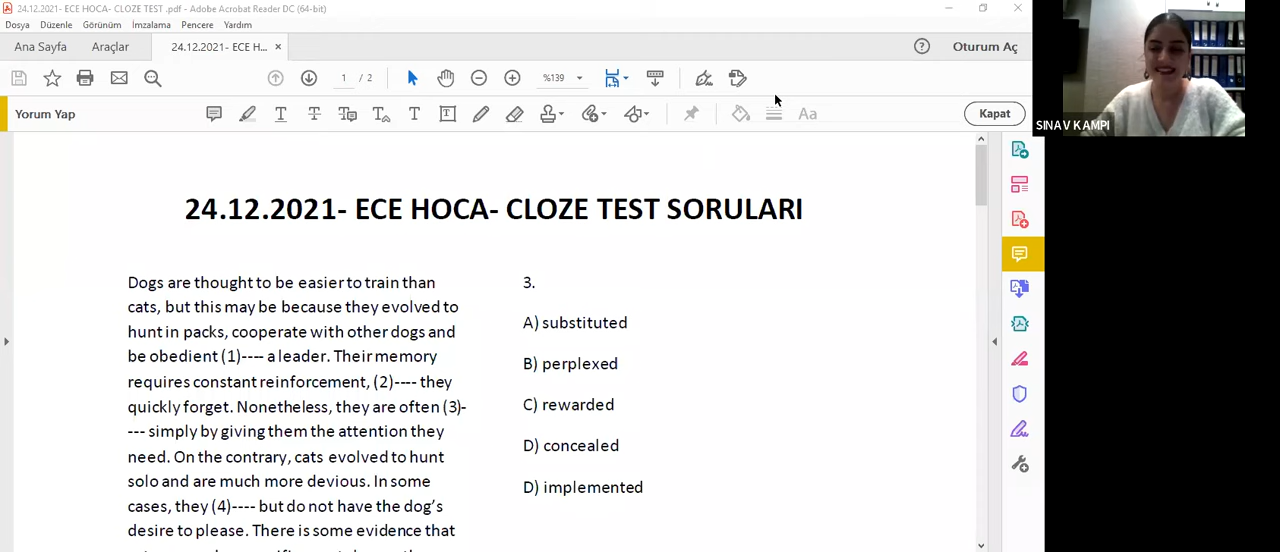 24.12.2021- ECE HOCA- CLOZE TEST .pdf - Adobe Acrobat Reader DC (64-bit)
Dosya Düzenle Görünüm İmzalama Pencere Yardım
Ana Sayfa Araçlar 24.12.2021- ECE H... × Oturum Aç
1 / 2 %139
Yorum Yap Aa Kapat
SINAV KAMPI
24.12.2021- ECE HOCA- CLOZE TEST SORULARI
Dogs are thought to be easier to train than
cats, but this may be because they evolved to
hunt in packs, cooperate with other dogs and
be obedient (1)---- a leader. Their memory
requires constant reinforcement, (2)---- they
quickly forget. Nonetheless, they are often (3)-
--- simply by giving them the attention they
need. On the contrary, cats evolved to hunt
solo and are much more devious. In some
cases, they (4)---- but do not have the dog's
desire to please. There is some evidence that
3.
A) substituted
B) perplexed
C) rewarded
D) concealed
D) implemented